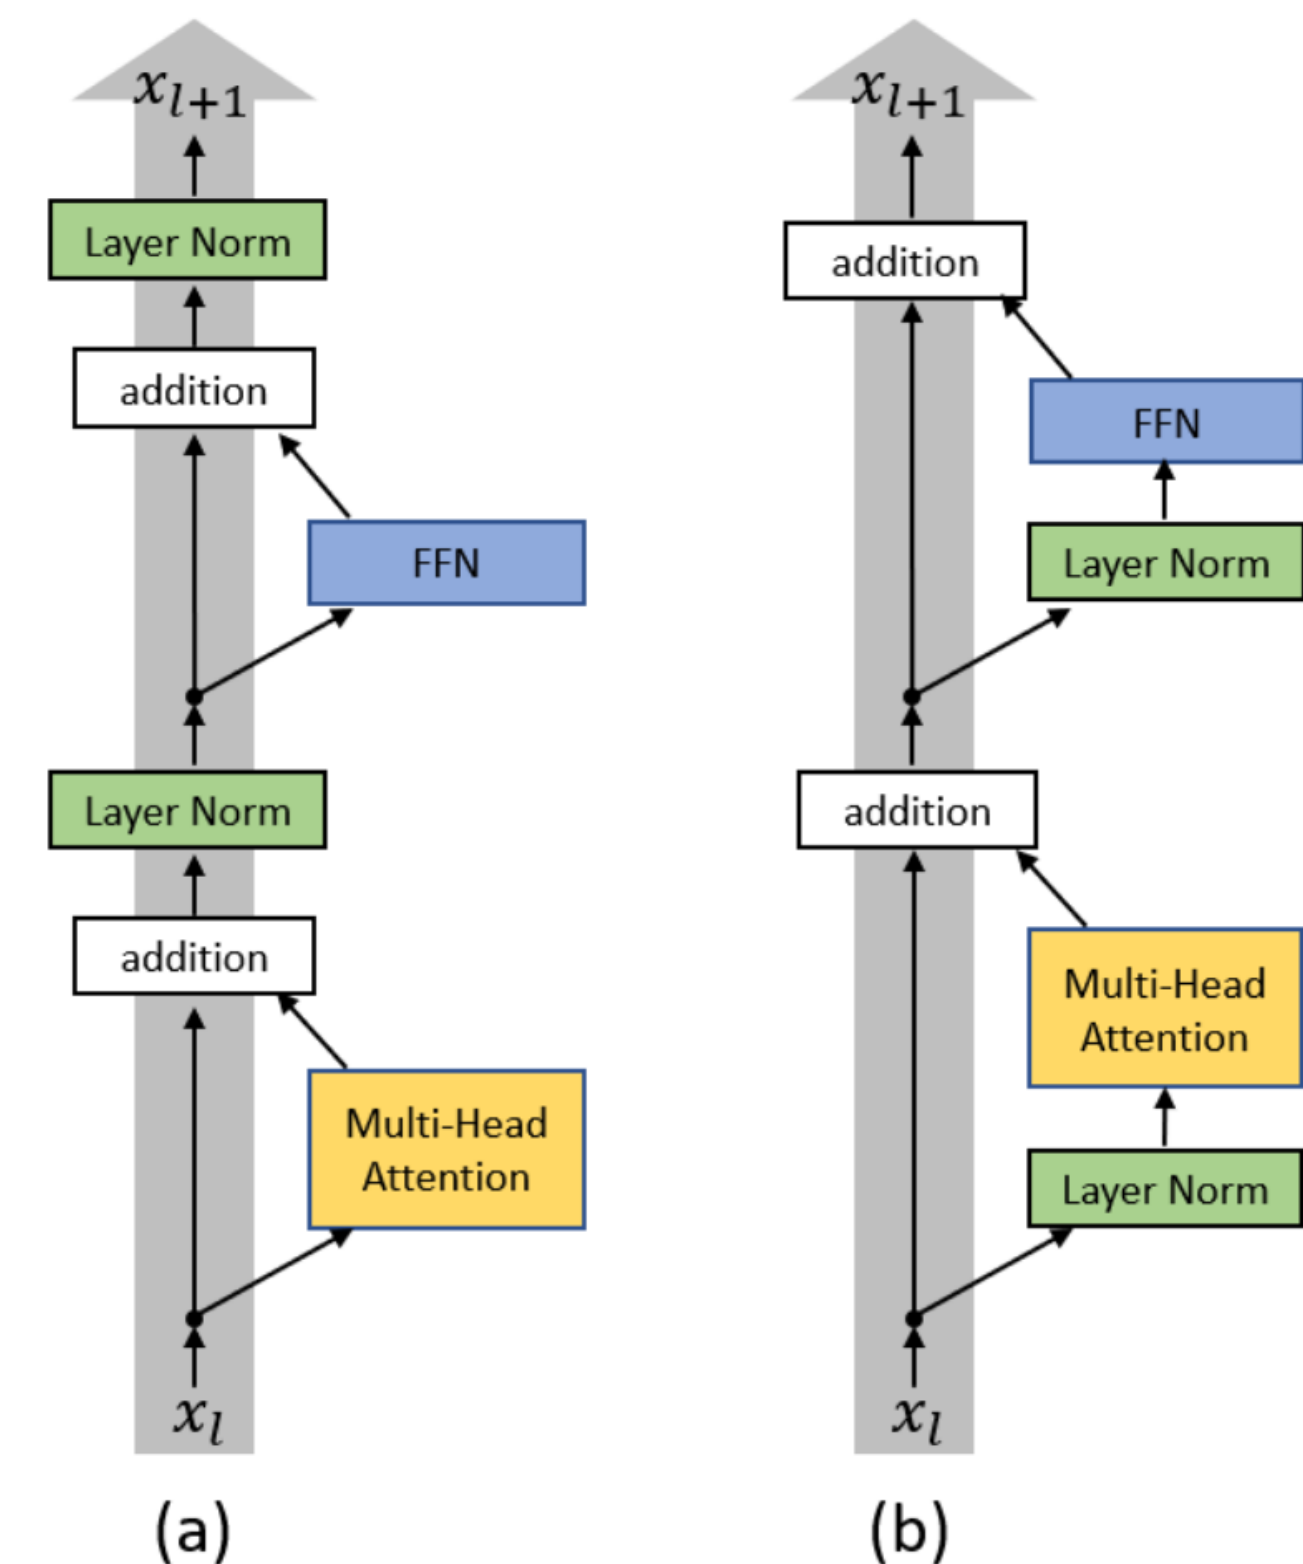 x_{l+1}
Layer Norm
addition
FFN
Layer Norm
addition
Multi-Head
Attention
x_l
(a)
x_{l+1}
addition
FFN
Layer Norm
addition
Multi-Head
Attention
Layer Norm
x_l
(b)